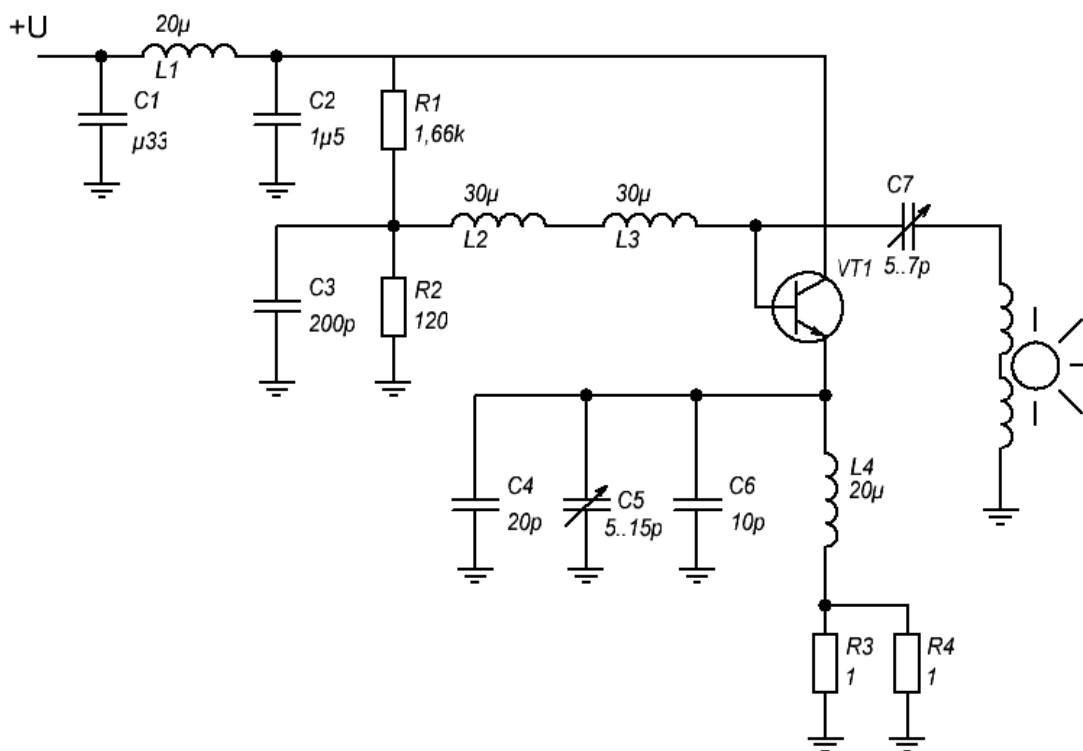 +U
20µ
L1
C1
µ33
C2
1µ5
R1
1,66k
30µ
L2
30µ
L3
C7
5..7p
VT1
C3
200p
R2
120
C4
20p
C5
5..15p
C6
10p
L4
20µ
R3
1
R4
1